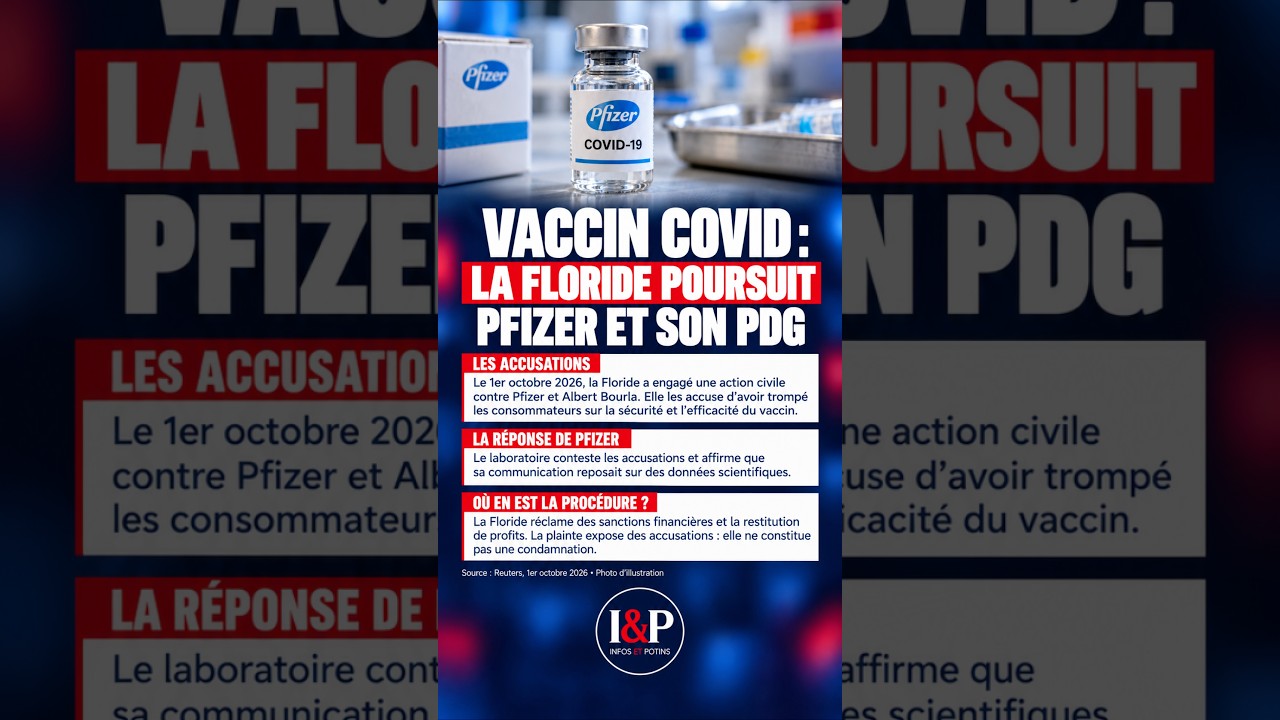 Pfizer
Pfizer
COVID-19
VACCIN COVID :
LA FLORIDE POURSUIT
PFIZER ET SON PDG
LES ACCUSATIONS
Le 1er octobre 2026, la Floride a engagé une action civile
contre Pfizer et Albert Bourla. Elle les accuse d’avoir trompé
les consommateurs sur la sécurité et l’efficacité du vaccin.
LA RÉPONSE DE PFIZER
Le laboratoire conteste les accusations et affirme que
sa communication reposait sur des données scientifiques.
OÙ EN EST LA PROCÉDURE ?
La Floride réclame des sanctions financières et la restitution
de profits. La plainte expose des accusations : elle ne constitue
pas une condamnation.
Source : Reuters, 1er octobre 2026 • Photo d’illustration
I&P
INFOS ET POTINS